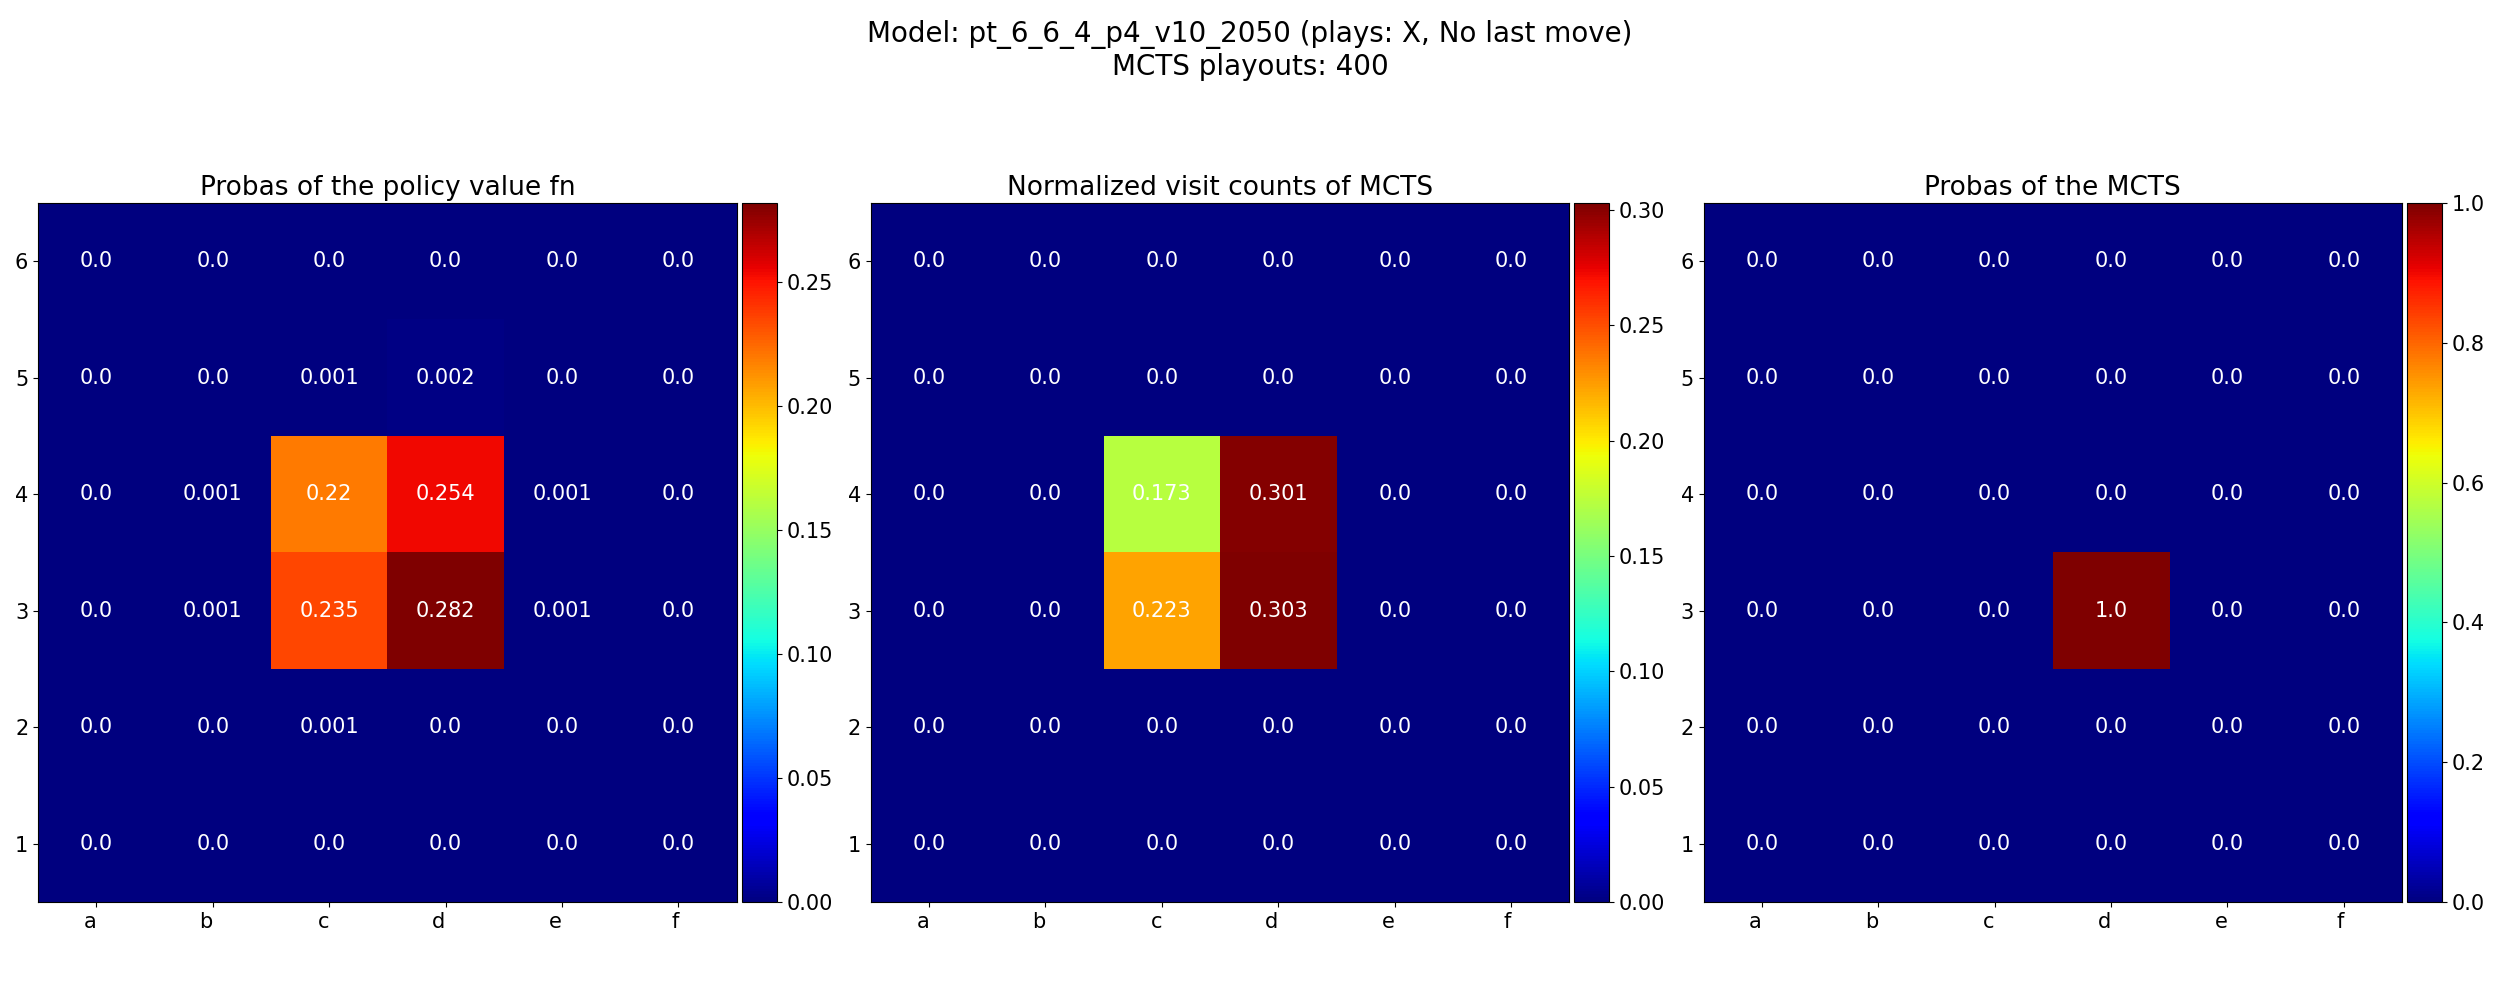 Model: pt_6_6_4_p4_v10_2050 (plays: X, No last move)
MCTS playouts: 400
Probas of the policy value fn
6 0.0 0.0 0.0 0.0 0.0 0.0
5 0.0 0.0 0.001 0.002 0.0 0.0
4 0.0 0.001 0.22 0.254 0.001 0.0
3 0.0 0.001 0.235 0.282 0.001 0.0
2 0.0 0.0 0.001 0.0 0.0 0.0
1 0.0 0.0 0.0 0.0 0.0 0.0
a b c d e f
0.25
0.20
0.15
0.10
0.05
0.00
Normalized visit counts of MCTS
6 0.0 0.0 0.0 0.0 0.0 0.0
5 0.0 0.0 0.0 0.0 0.0 0.0
4 0.0 0.0 0.173 0.301 0.0 0.0
3 0.0 0.0 0.223 0.303 0.0 0.0
2 0.0 0.0 0.0 0.0 0.0 0.0
1 0.0 0.0 0.0 0.0 0.0 0.0
a b c d e f
0.30
0.25
0.20
0.15
0.10
0.05
0.00
Probas of the MCTS
6 0.0 0.0 0.0 0.0 0.0 0.0
5 0.0 0.0 0.0 0.0 0.0 0.0
4 0.0 0.0 0.0 0.0 0.0 0.0
3 0.0 0.0 0.0 1.0 0.0 0.0
2 0.0 0.0 0.0 0.0 0.0 0.0
1 0.0 0.0 0.0 0.0 0.0 0.0
a b c d e f
1.0
0.8
0.6
0.4
0.2
0.0